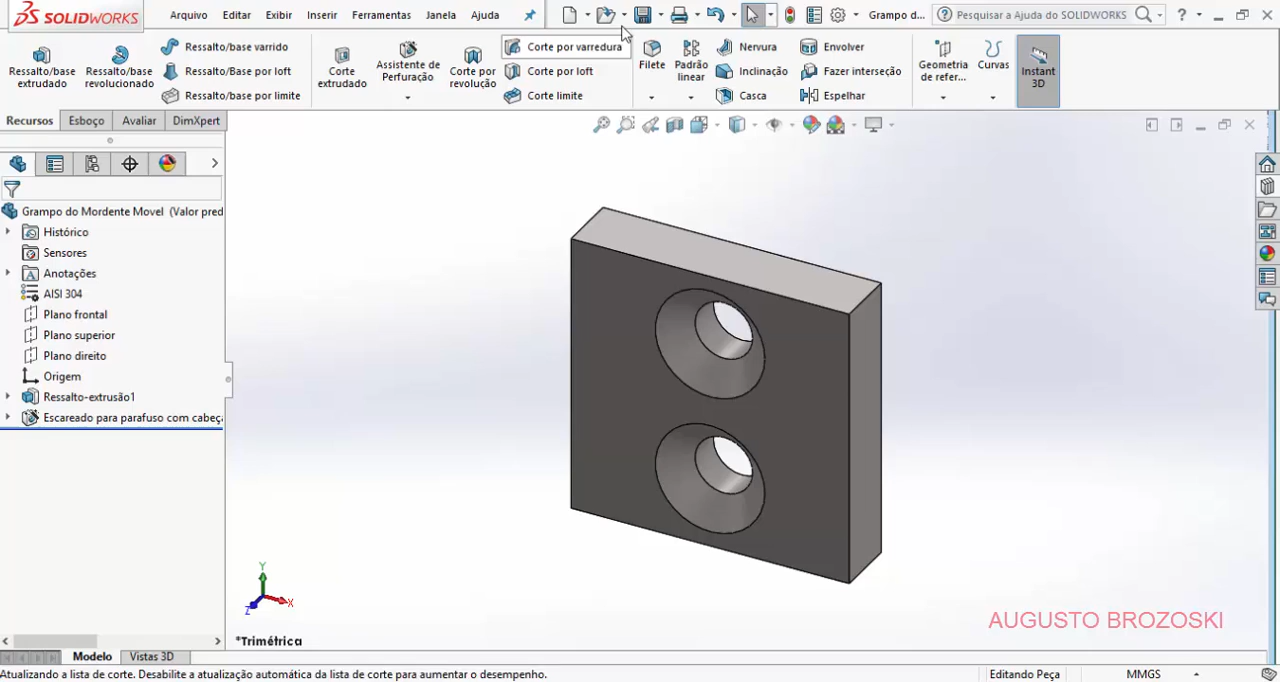 SOLIDWORKS
Arquivo Editar Exibir Inserir Ferramentas Janela Ajuda
Grampo d...
Pesquisar a Ajuda do SOLIDWORKS
?
Ressalto/base extrudado
Ressalto/base revolucionado
Ressalto/base varrido
Ressalto/Base por loft
Ressalto/base por limite
Corte extrudado
Assistente de Perfuração
Corte por revolução
Corte por varredura
Corte por loft
Corte limite
Filete
Padrão linear
Nervura
Inclinação
Casca
Envolver
Fazer interseção
Espelhar
Geometria de refer...
Curvas
Instant 3D
Recursos Esboço Avaliar DimXpert
Grampo do Mordente Movel (Valor pred
Histórico
Sensores
Anotações
AISI 304
Plano frontal
Plano superior
Plano direito
Origem
Ressalto-extrusão1
Escareado para parafuso com cabeça
Y
X
Z
*Trimétrica
AUGUSTO BROZOSKI
Modelo Vistas 3D
Atualizando a lista de corte. Desabilite a atualização automática da lista de corte para aumentar o desempenho.
Editando Peça
MMGS